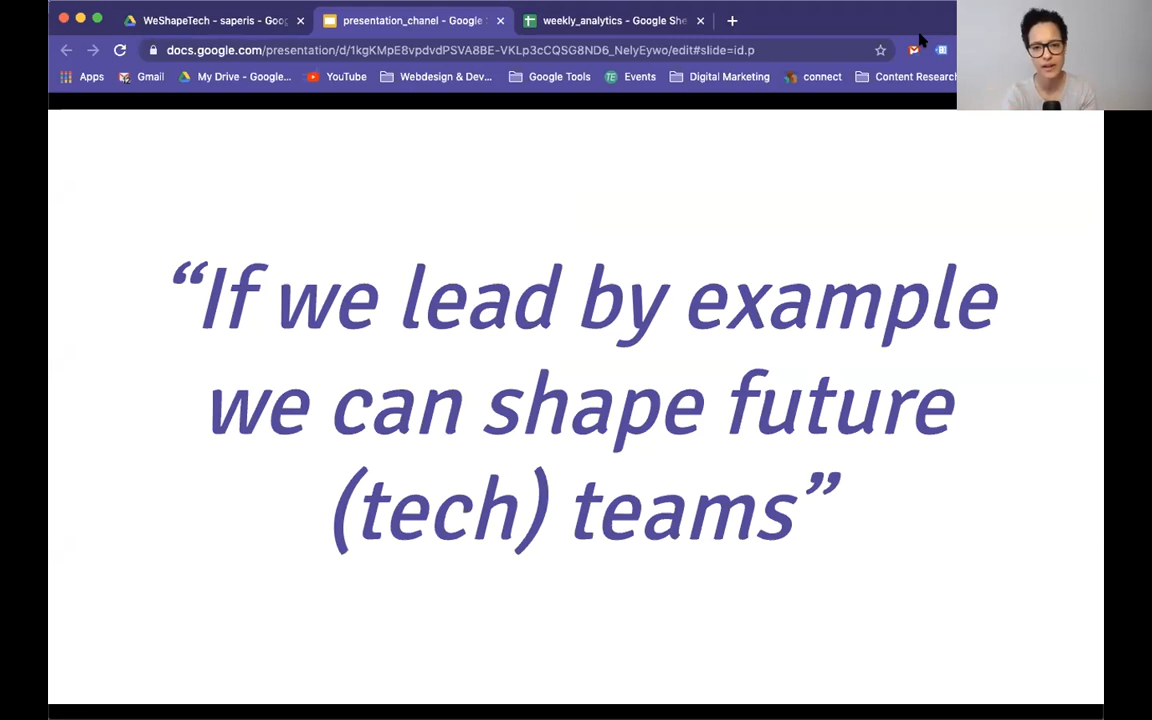 WeShapeTech - saperis - Goog
presentation_chanel - Google S
weekly_analytics - Google She
docs.google.com/presentation/d/1kgKMpE8vpdvdPSVA8BE-VKLp3cCQSG8ND6_NelyEywo/edit#slide=id.p
Apps Gmail My Drive - Google... YouTube Webdesign & Dev... Google Tools TE Events Digital Marketing connect Content Research
“If we lead by example
we can shape future
(tech) teams”